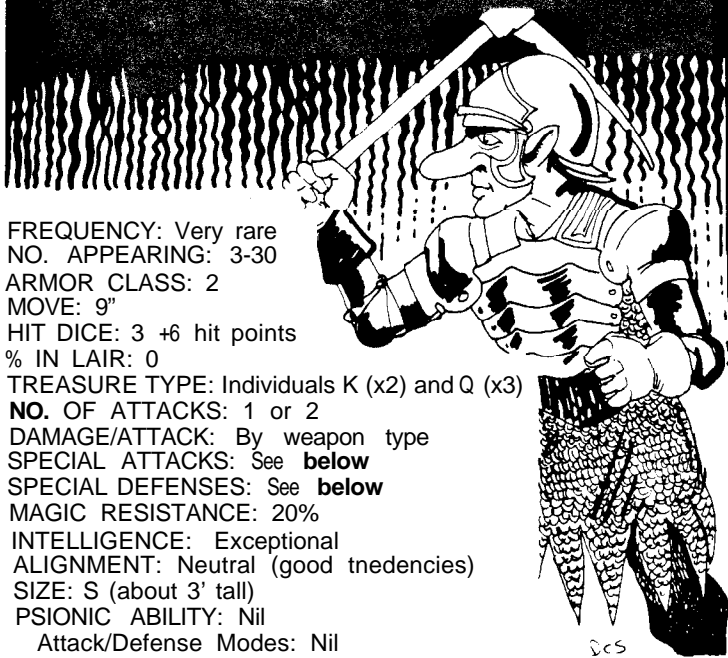 FREQUENCY: Very rare
NO. APPEARING: 3-30
ARMOR CLASS: 2
MOVE: 9”
HIT DICE: 3 +6 hit points
% IN LAIR: 0
TREASURE TYPE: Individuals K (x2) and Q (x3)
NO. OF ATTACKS: 1 or 2
DAMAGE/ATTACK: By weapon type
SPECIAL ATTACKS: See below
SPECIAL DEFENSES: See below
MAGIC RESISTANCE: 20%
INTELLIGENCE: Exceptional
ALIGNMENT: Neutral (good tnedencies)
SIZE: S (about 3’ tall)
PSIONIC ABILITY: Nil
Attack/Defense Modes: Nil
DCS